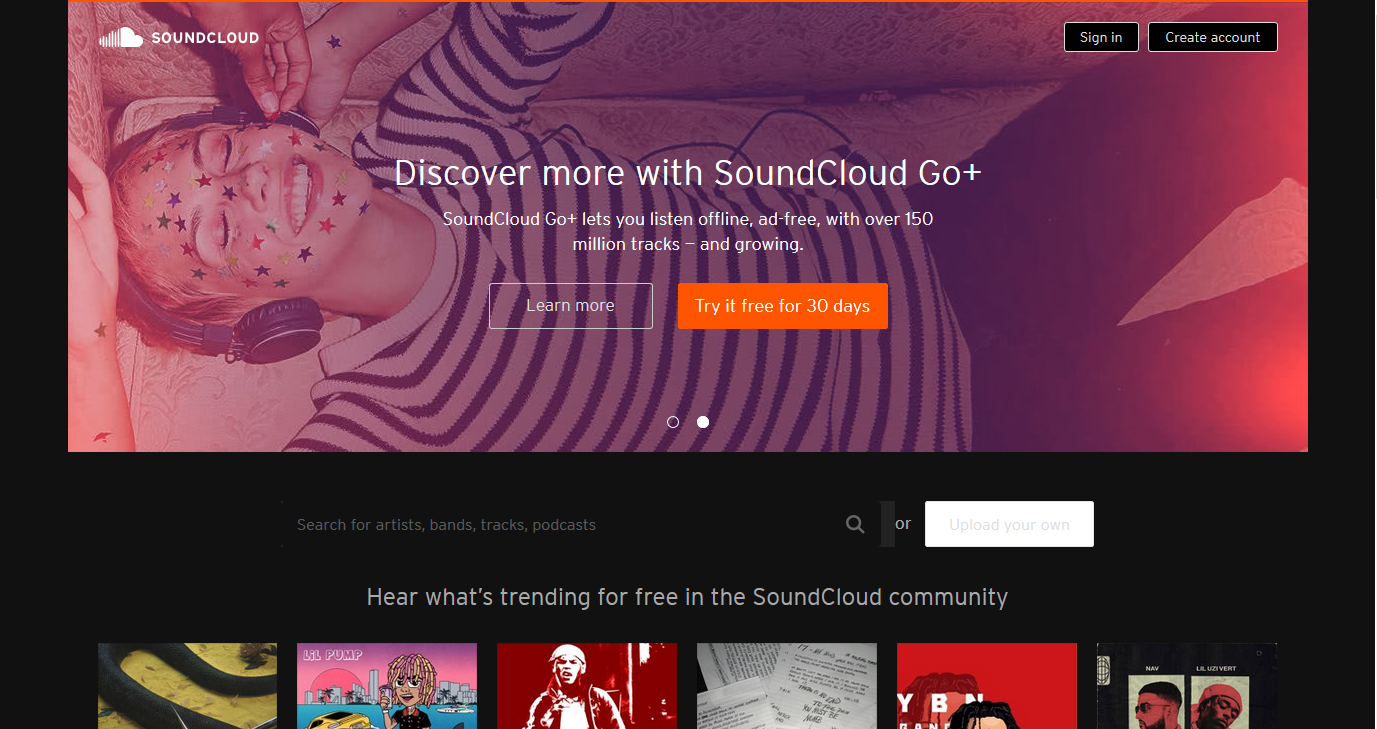 SOUNDCLOUD
Sign in
Create account
Discover more with SoundCloud Go+
SoundCloud Go+ lets you listen offline, ad-free, with over 150
million tracks – and growing.
Learn more
Try it free for 30 days
Search for artists, bands, tracks, podcasts
or
Upload your own
Hear what’s trending for free in the SoundCloud community
LIL PUMP
YBN
NAV
LIL UZI VERT